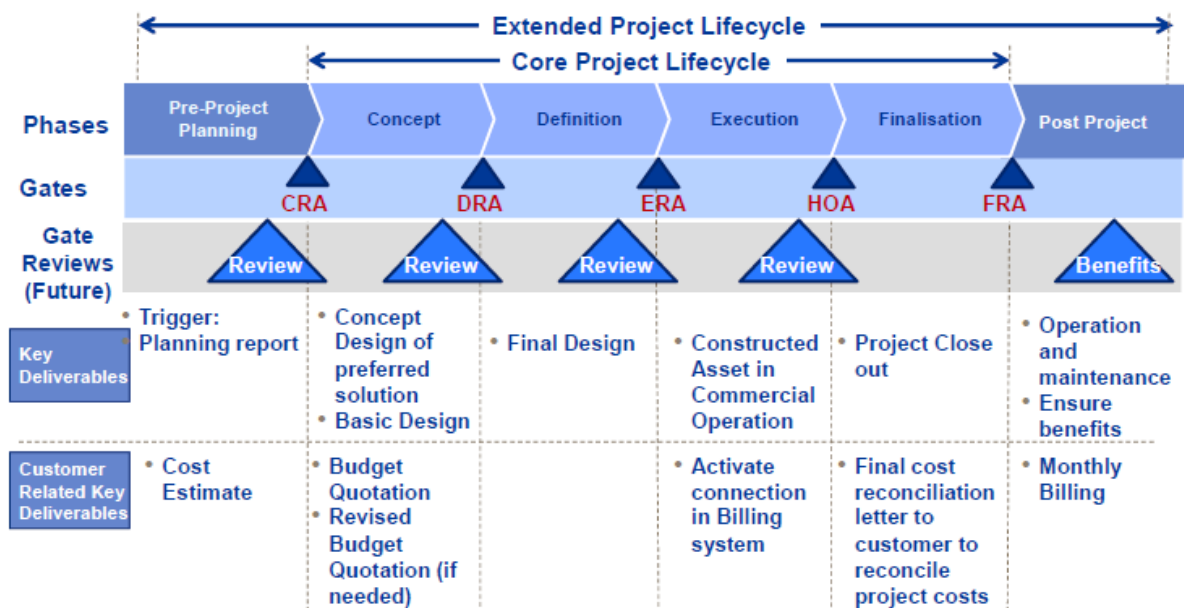 Extended Project Lifecycle
Core Project Lifecycle
Phases
Pre-Project
Planning
Concept
Definition
Execution
Finalisation
Post Project
Gates
CRA
DRA
ERA
HOA
FRA
Gate
Reviews
(Future)
Review
Review
Review
Review
Benefits
Key
Deliverables
• Trigger:
• Planning report
• Concept
Design of
preferred
solution
• Basic Design
• Final Design
• Constructed
Asset in
Commercial
Operation
• Project Close
out
• Operation
and
maintenance
• Ensure
benefits
Customer
Related Key
Deliverables
• Cost
Estimate
• Budget
Quotation
• Revised
Budget
Quotation (if
needed)
• Activate
connection
in Billing
system
• Final cost
reconciliation
letter to
customer to
reconcile
project costs
• Monthly
Billing